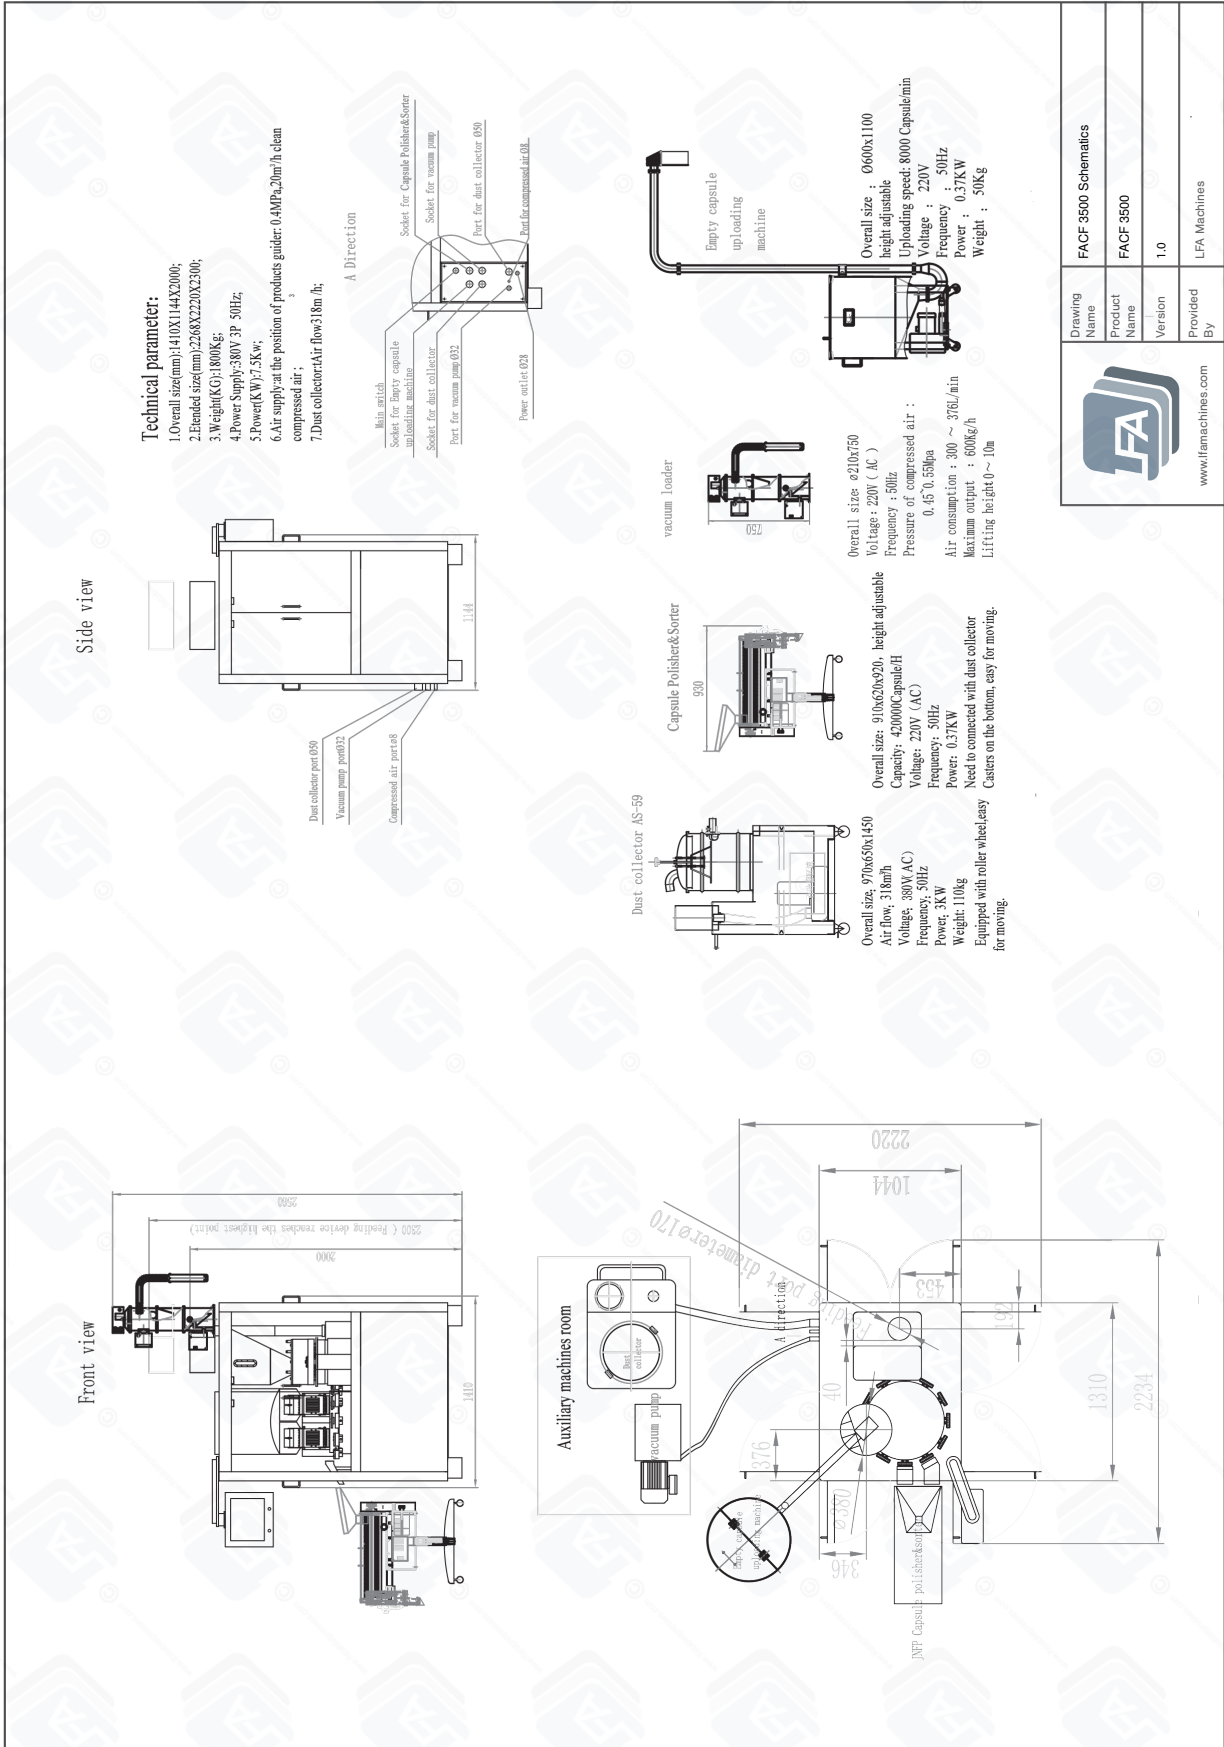 Front view
2560
2300 ( Feeding device reaches the highest point)
2000
1410
Side view
Dust collector port Ø50
Vacuum pump portØ32
Compressed air portø8
1144
Technical parameter:
1.Overall size(mm):1410X1144X2000;
2.Etended size(mm):2268X2220X2300;
3.Weight(KG):1800Kg;
4.Power Supply:380V 3P  50Hz;
5.Power(KW):7.5Kw;
6.Air supply:at the position of products guider: 0.4MPa,20m³/h clean
compressed air ;
3
7.Dust collector:tAir flow318m /h;
A Direction
Main switch
Socket for Empty capsule
uploading machine
Socket for dust collector
Port for vacuum pump Ø32
Power outlet Ø28
Socket for Capsule Polisher&Sorter
Socket for vacuum pump
Port for dust collector Ø50
Port for compressed air Ø8
Auxiliary machines room
Dust
collector
vacuum pump
Empty capsule
uploading machine
JNFP Capsule polisher&sorter
A direction
Feeding port diameterø170
2220
1044
453
192
40
376
Ø380
346
1310
2234
Dust collector AS-59
Overall size, 970x650x1450
Air flow, 318m³h
Voltage, 380V(AC)
Frequency, 50Hz
Power, 3KW
Weight: 110kg
Equipped with roller wheel,easy
for moving.
Capsule Polisher&Sorter
930
Overall size: 910x620x920, height adjustable
Capacity: 420000Capsule/H
Voltage: 220V (AC)
Frequency: 50Hz
Power: 0.37KW
Need to connected with dust collector
Casters on the bottom, easy for moving.
vacuum loader
750
Overall size: ø210x750
Voltage: 220V ( AC )
Frequency : 50Hz
Pressure of compressed air :
0.45~0.55Mpa
Air consumption : 300 ~ 376L/min
Maximum output : 600Kg/h
Lifting height 0~ 10m
Empty capsule
uploading
machine
Overall size : Ø600x1100
height adjustable
Uploading speed: 8000 Capsule/min
Voltage : 220V
Frequency : 50Hz
Power : 0.37KW
Weight : 50Kg
LFA
www.lfamachines.com
Drawing
Name
FACF 3500 Schematics
Product
Name
FACF 3500
Version
1.0
Provided
By
LFA Machines